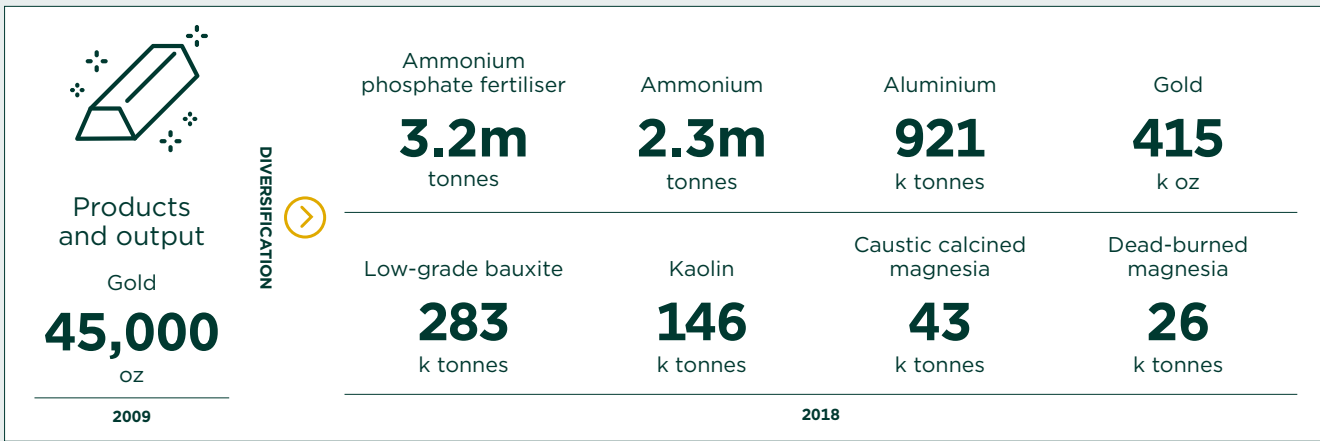 Products
and output
Gold
45,000
oz
2009
DIVERSIFICATION
Ammonium
phosphate fertiliser
3.2m
tonnes
Ammonium
2.3m
tonnes
Aluminium
921
k tonnes
Gold
415
k oz
Low-grade bauxite
283
k tonnes
Kaolin
146
k tonnes
Caustic calcined
magnesia
43
k tonnes
Dead-burned
magnesia
26
k tonnes
2018